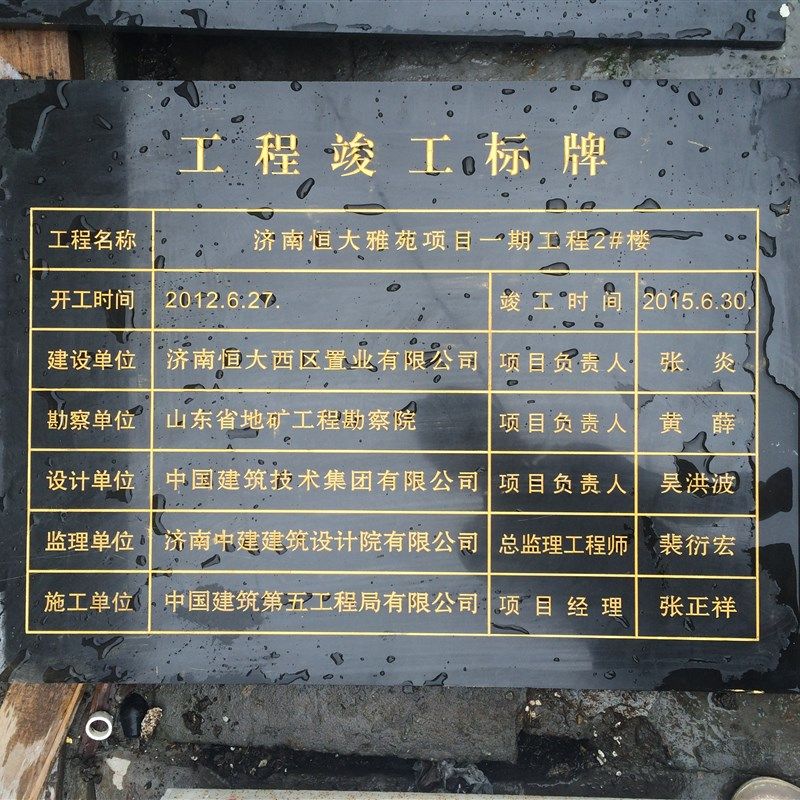 工程竣工标牌
工程名称 济南恒大雅苑项目一期工程2#楼
开工时间 2012.6.27. 竣工时间 2015.6.30.
建设单位 济南恒大西区置业有限公司 项目负责人 张炎
勘察单位 山东省地矿工程勘察院 项目负责人 黄薛
设计单位 中国建筑技术集团有限公司 项目负责人 吴洪波
监理单位 济南中建建筑设计院有限公司 总监理工程师 裴衍宏
施工单位 中国建筑第五工程局有限公司 项目经理 张正祥